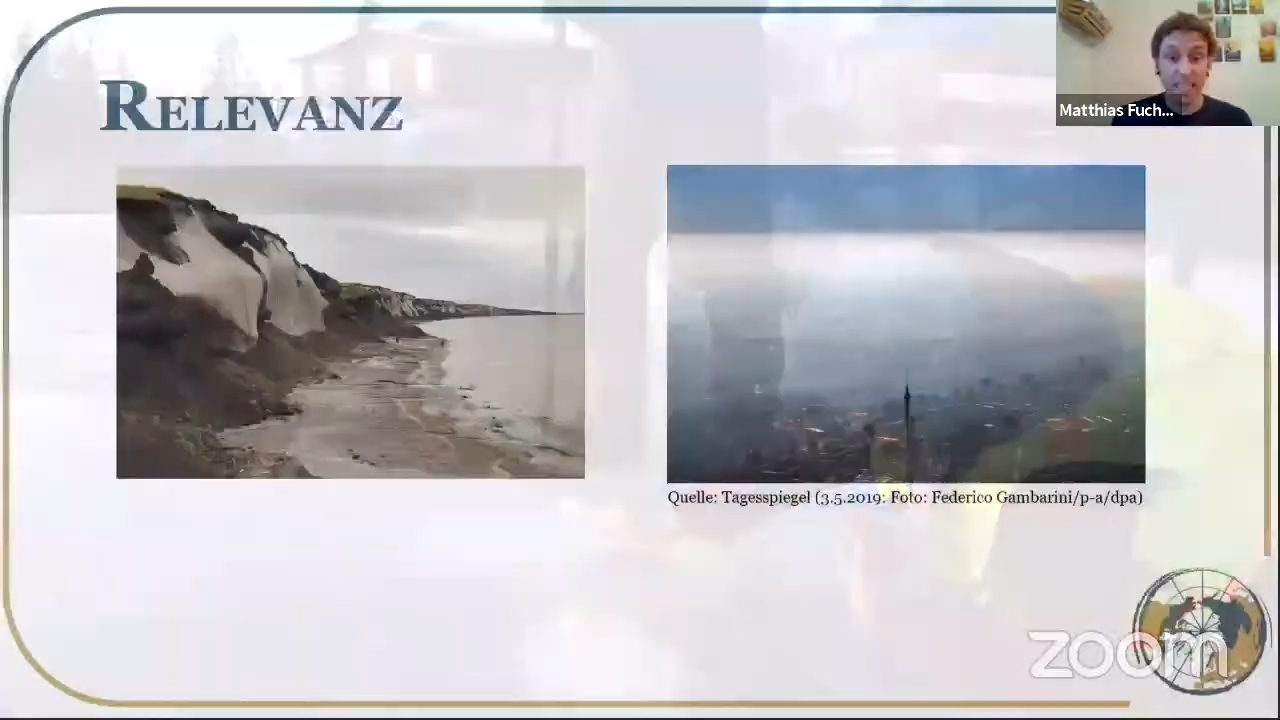 RELEVANZ
Matthias Fuch...
Quelle: Tagesspiegel (3.5.2019: Foto: Federico Gambarini/p-a/dpa)
zoom